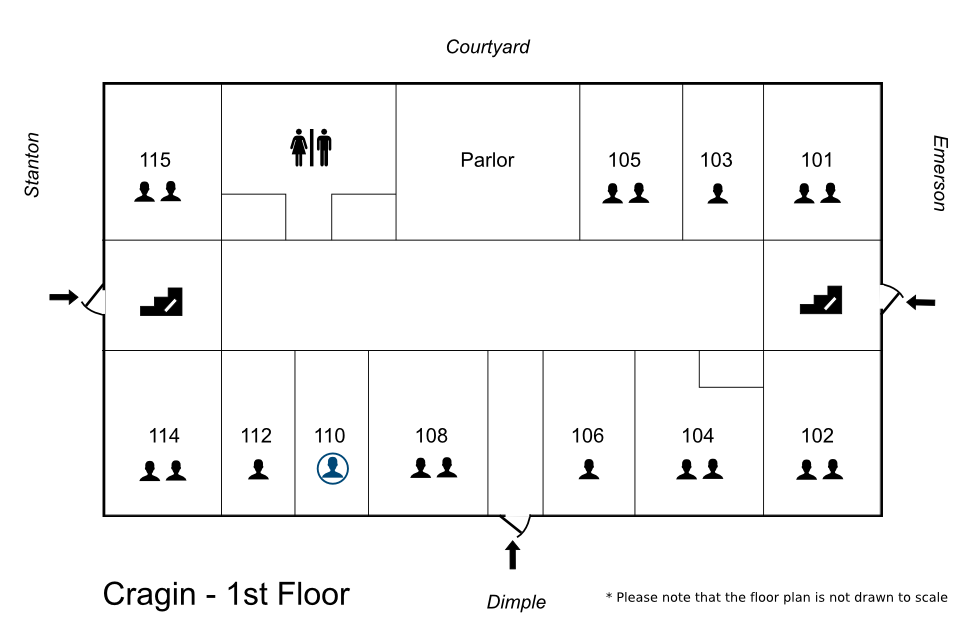 Courtyard
Stanton
Emerson
115
Parlor
105
103
101
114
112
110
108
106
104
102
Cragin - 1st Floor
Dimple
* Please note that the floor plan is not drawn to scale